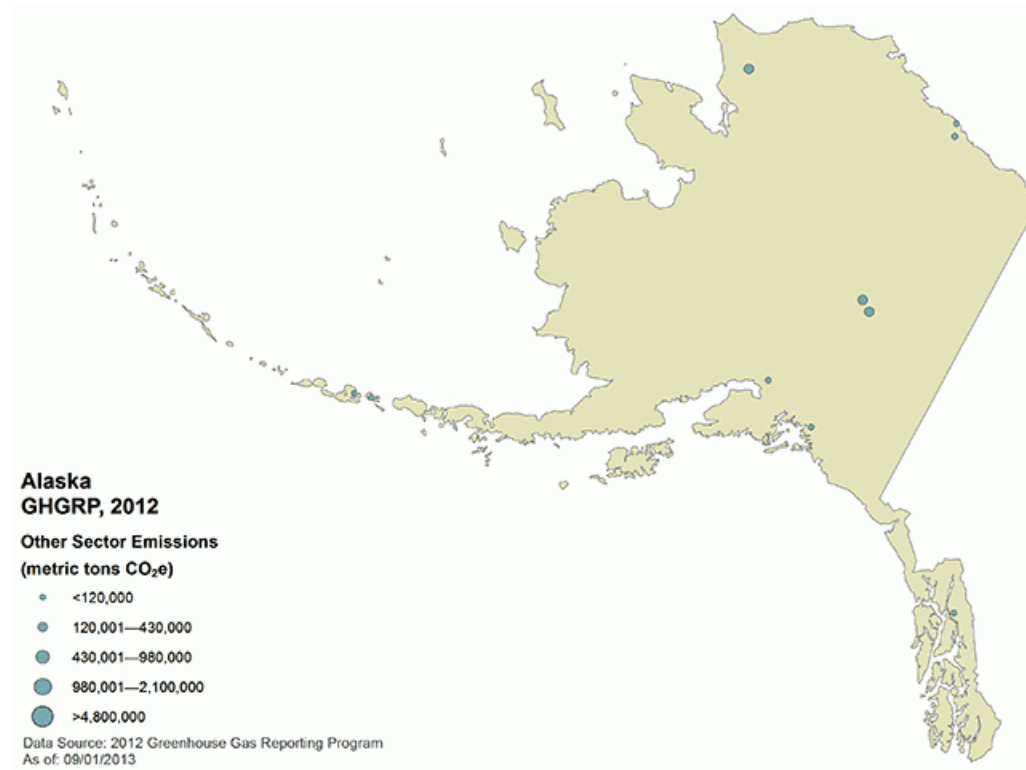 Alaska
GHGRP, 2012
Other Sector Emissions
(metric tons CO₂e)
<120,000
120,001—430,000
430,001—980,000
980,001—2,100,000
>4,800,000
Data Source: 2012 Greenhouse Gas Reporting Program
As of: 09/01/2013